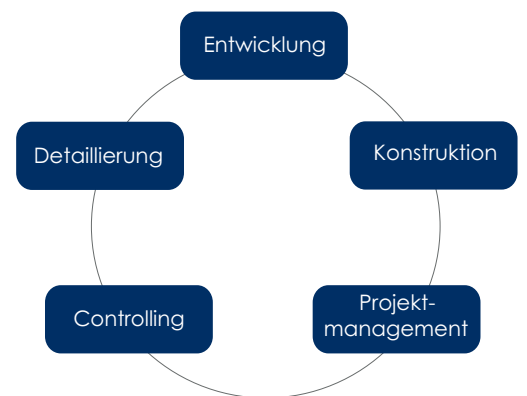 Entwicklung
Konstruktion
Projekt-
management
Controlling
Detaillierung